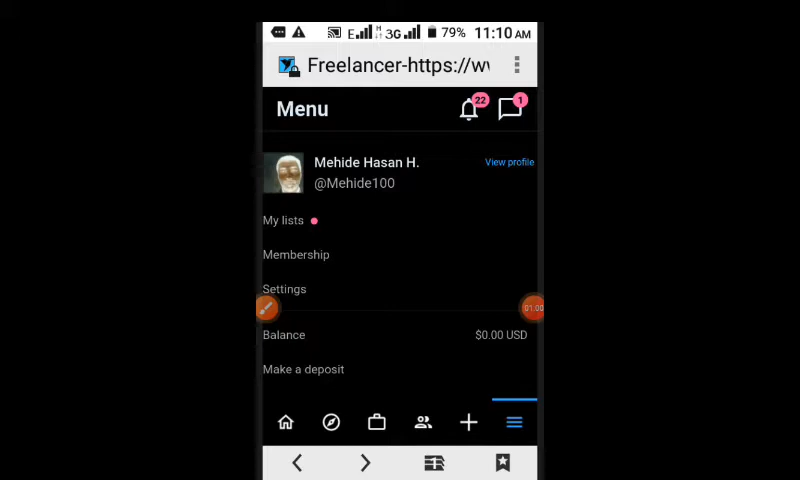 E H 3G 79% 11:10 AM
Freelancer-https://w
Menu 22 1
Mehide Hasan H. View profile
@Mehide100
My lists
Membership
Settings
01:00
Balance $0.00 USD
Make a deposit